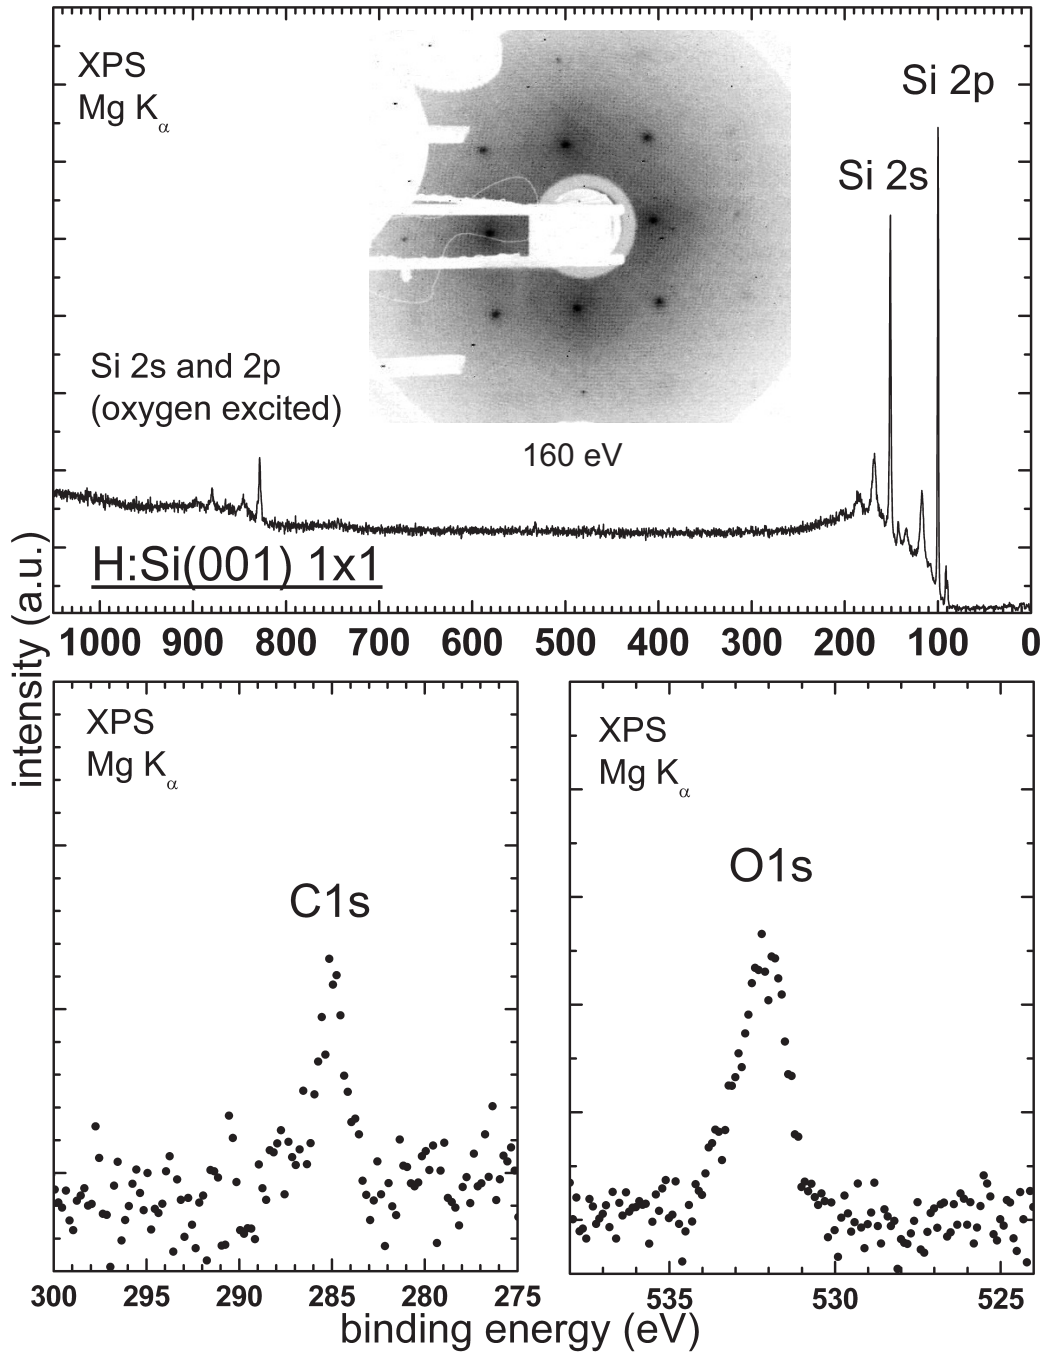 XPS
Mg Kα
Si 2p
Si 2s
Si 2s and 2p
(oxygen excited)
160 eV
H:Si(001) 1x1
1000 900 800 700 600 500 400 300 200 100 0
intensity (a.u.)
XPS
Mg Kα
C1s
300 295 290 285 280 275
XPS
Mg Kα
O1s
535 530 525
binding energy (eV)